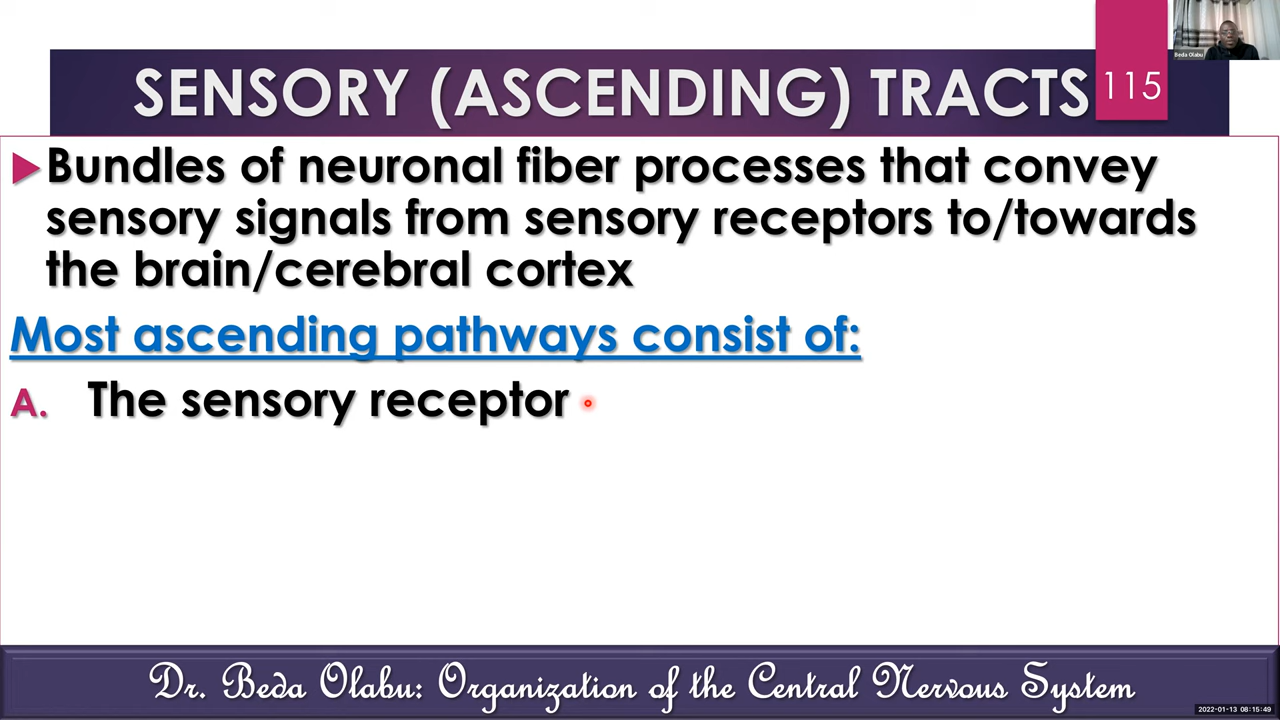 Beda Olabu
SENSORY (ASCENDING) TRACTS
115
Bundles of neuronal fiber processes that convey
sensory signals from sensory receptors to/towards
the brain/cerebral cortex
Most ascending pathways consist of:
A. The sensory receptor
Dr. Beda Olabu: Organization of the Central Nervous System
2022-01-13 08:15:49